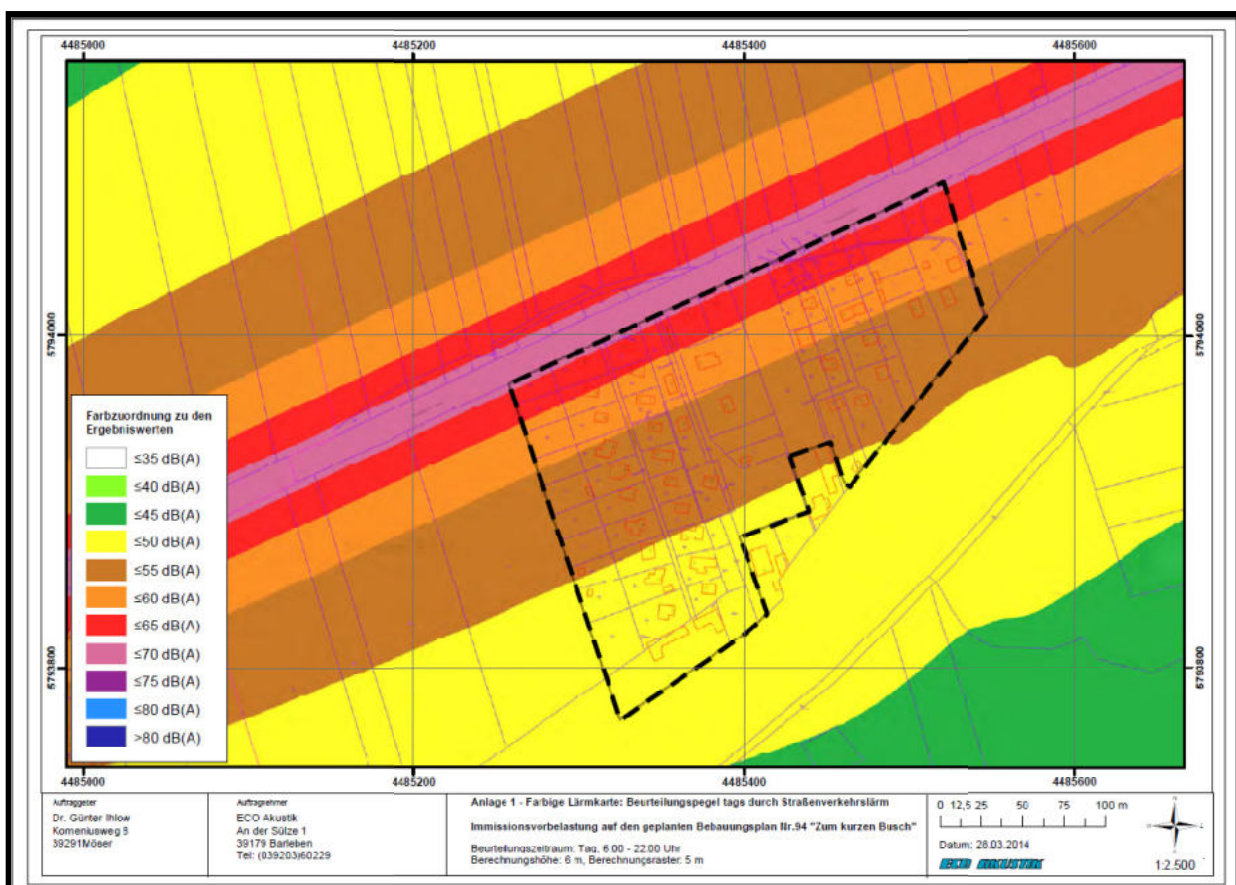 4485000 4485200 4485400 4485600
5794000 5794000
Farbzuordnung zu den
Ergebniswerten
≤35 dB(A)
≤40 dB(A)
≤45 dB(A)
≤50 dB(A)
≤55 dB(A)
≤60 dB(A)
≤65 dB(A)
≤70 dB(A)
≤75 dB(A)
≤80 dB(A)
>80 dB(A)
5793800 5793800
4485000 4485200 4485400 4485600
Auftraggeber
Dr. Günter Ihlow
Komeniusweg 8
39291Möser
Auftragnehmer
ECO Akustik
An der Sülze 1
39179 Barleben
Tel: (039203)60229
Anlage 1 - Farbige Lärmkarte: Beurteilungspegel tags durch Straßenverkehrslärm
Immissionsvorbelastung auf den geplanten Bebauungsplan Nr.94 "Zum kurzen Busch"
Beurteilungszeitraum: Tag, 6:00 - 22:00 Uhr
Berechnungshöhe: 6 m, Berechnungsraster: 5 m
0 12,5 25 50 75 100 m
Datum: 28.03.2014
ECO AKUSTIK
1:2.500